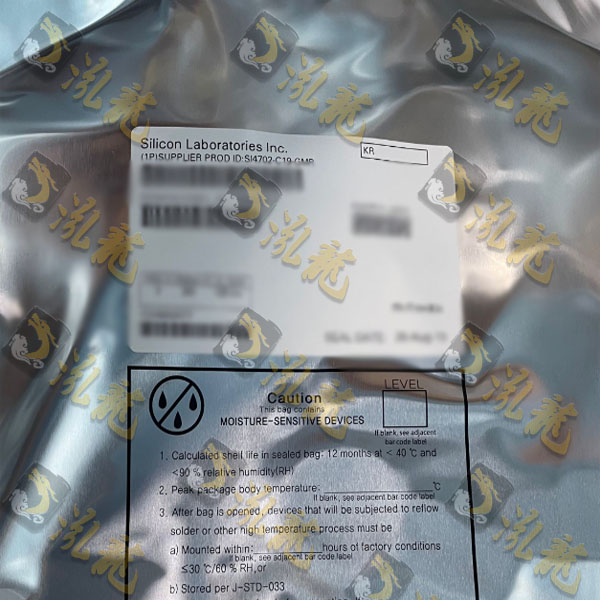 Silicon Laboratories Inc.
KR
(1P)SUPPLIER PROD ID:SI4702-C19-GMR
SEAL DATE:
Caution
This bag contains
MOISTURE-SENSITIVE DEVICES
LEVEL
If blank, see adjacent
bar code label
1. Calculated shelf life in sealed bag: 12 months at < 40 ℃ and
<90 % relative humidity(RH)
2. Peak package body temperature: ℃
If blank, see adjacent bar code label
3. After bag is opened, devices that will be subjected to reflow
solder or other high temperature process must be
a) Mounted within: hours of factory conditions
If blank, see adjacent bar code label
≤30 ℃/60 % RH, or
b) Stored per J-STD-033
泓龍